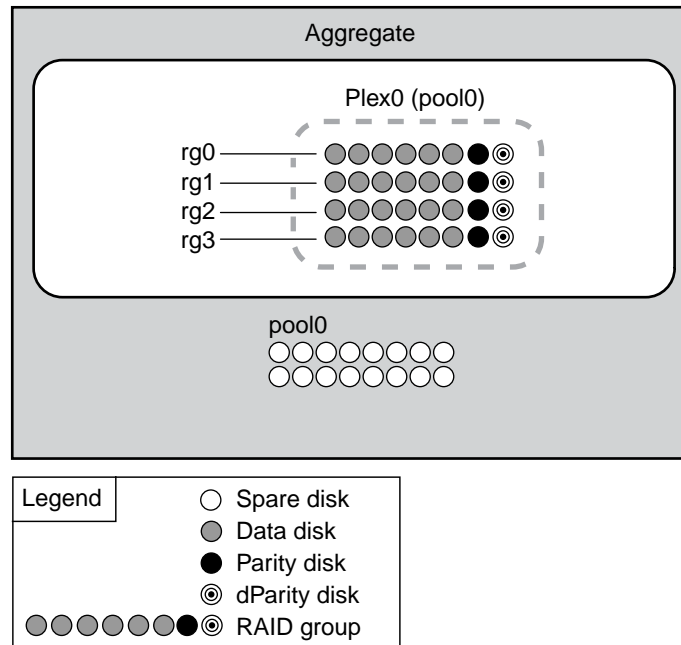 Aggregate
Plex0 (pool0)
rg0
rg1
rg2
rg3
pool0
Legend
Spare disk
Data disk
Parity disk
dParity disk
RAID group